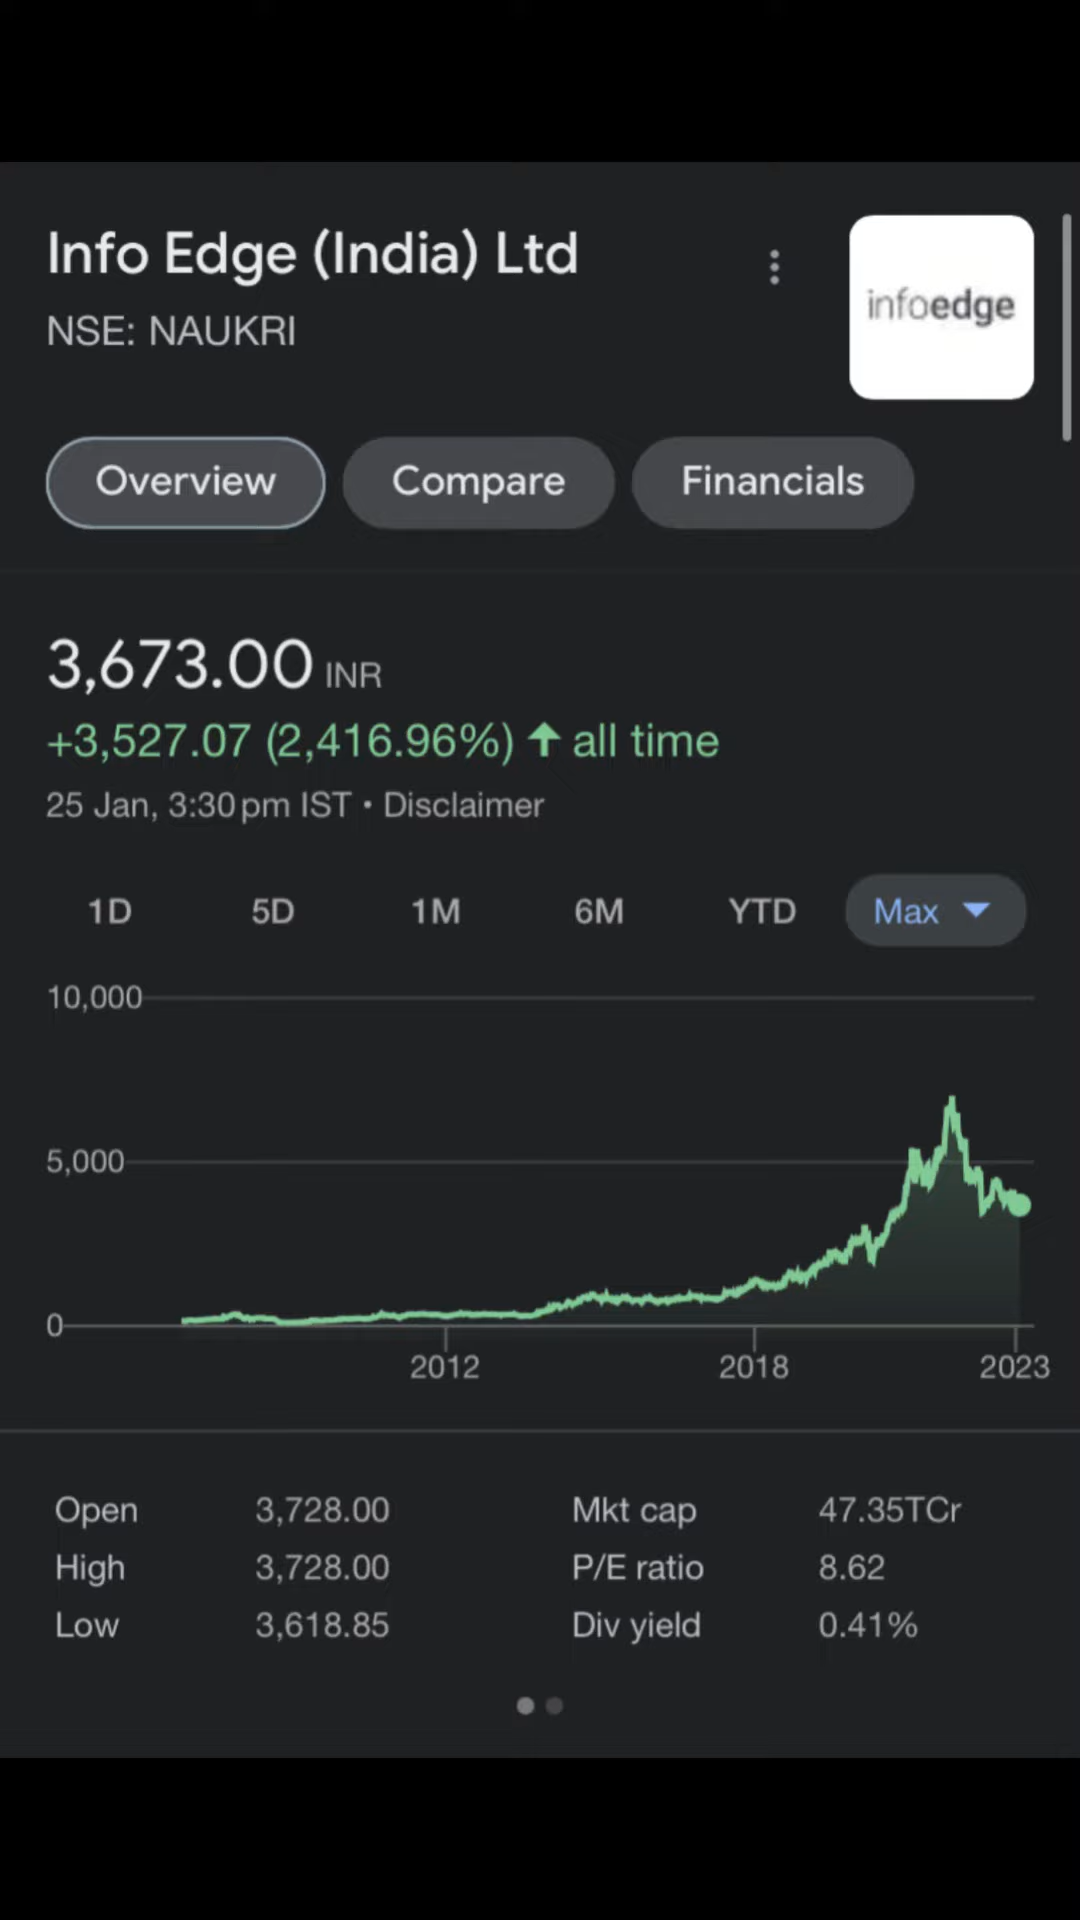 Info Edge (India) Ltd
NSE: NAUKRI
infoedge
Overview Compare Financials
3,673.00 INR
+3,527.07 (2,416.96%) ↑ all time
25 Jan, 3:30 pm IST • Disclaimer
1D 5D 1M 6M YTD Max
10,000
5,000
0
2012 2018 2023
Open 3,728.00 Mkt cap 47.35TCr
High 3,728.00 P/E ratio 8.62
Low 3,618.85 Div yield 0.41%